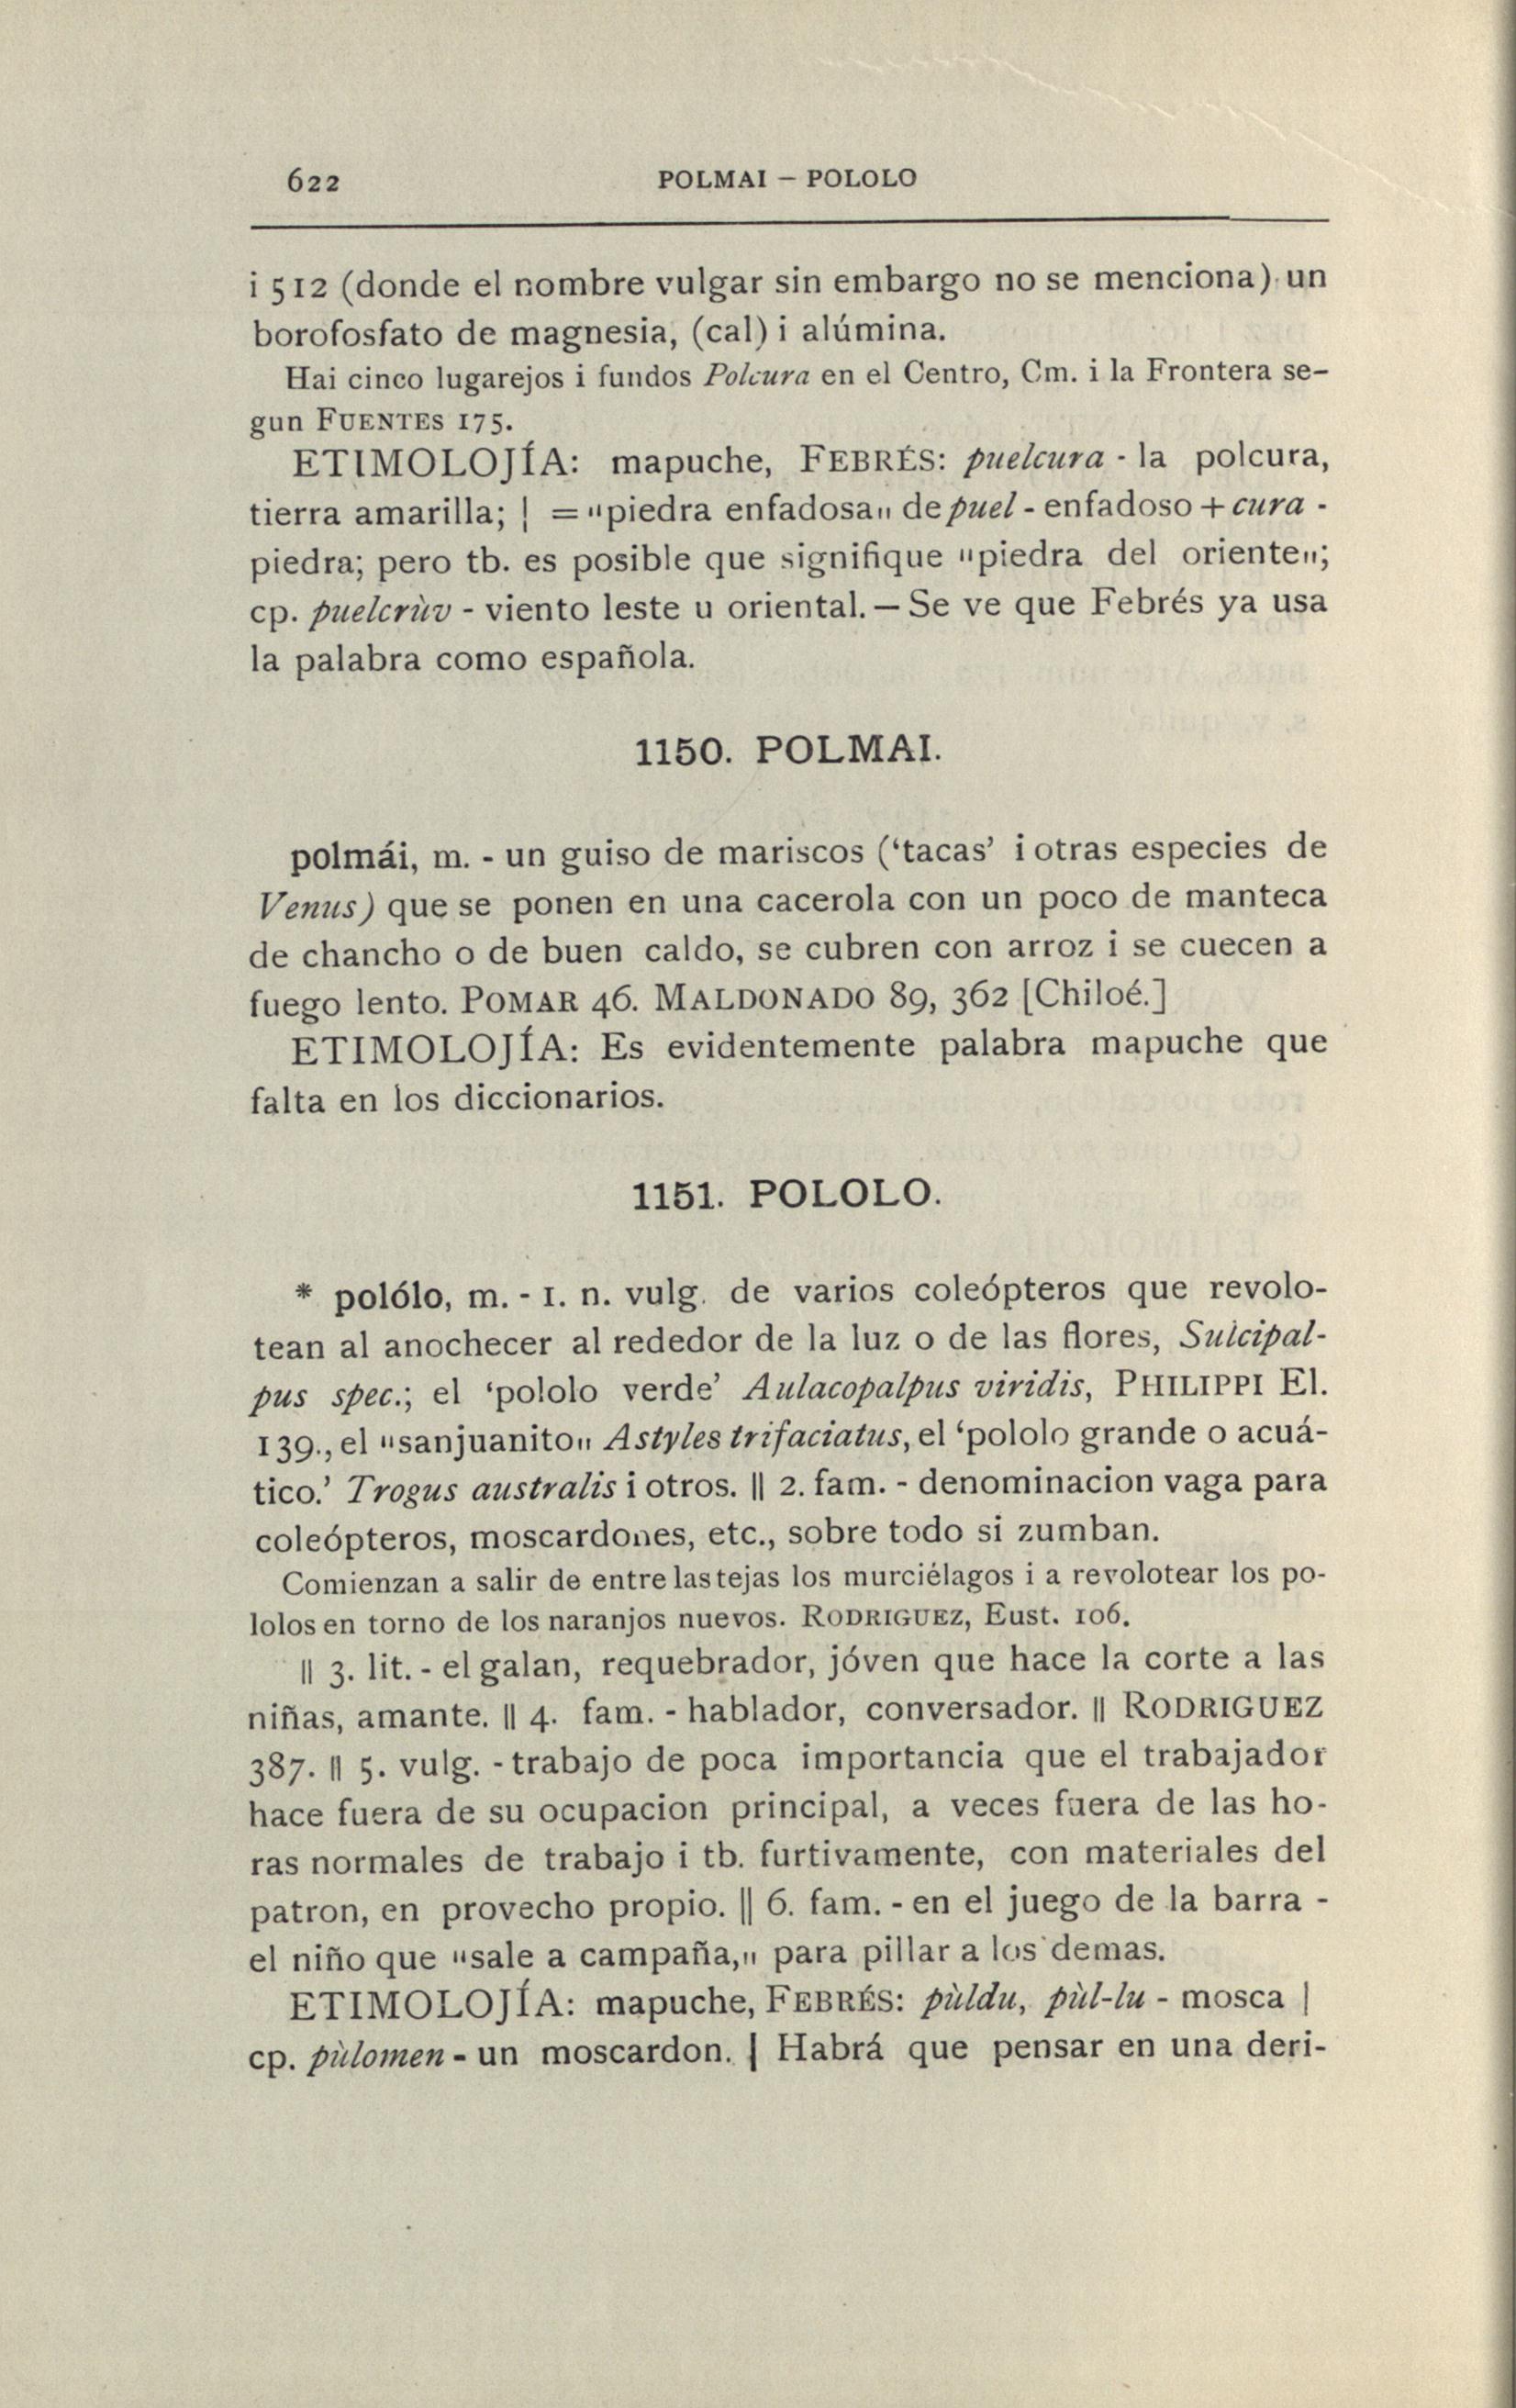 622
POLMAI — POLOLO
i 512 (donde el nombre vulgar sin embargo no se menciona) un
borofosfato de magnesia, (cal) i alúmina.
Hai cinco lugarejos i fundos Polcura en el Centro, Cm. i la Frontera se-
gun FUENTES 175.
ETIMOLOJÍA: mapuche, FEBRÉS: puelcura - la polcura,
tierra amarilla; | = "piedra enfadosa„ de puel - enfadoso + cura -
piedra; pero tb. es posible que signifique "piedra del oriente„;
cp. puelcrùv - viento leste u oriental. — Se ve que Febrés ya usa
la palabra como española.
1150. POLMAI.
polmái, m. - un guiso de mariscos (‘tacas’ i otras especies de
Venus) que se ponen en una cacerola con un poco de manteca
de chancho o de buen caldo, se cubren con arroz i se cuecen a
fuego lento. POMAR 46. MALDONADO 89, 362 [Chiloé.]
ETIMOLOJÍA: Es evidentemente palabra mapuche que
falta en los diccionarios.
1151. POLOLO.
* polólo, m. - 1. n. vulg. de varios coleópteros que revolo-
tean al anochecer al rededor de la luz o de las flores, Sulcipal-
pus spec.; el ‘pololo verde’ Aulacopalpus viridis, PHILIPPI El.
139., el "sanjuanito„ Astyles trifaciatus, el ‘pololo grande o acuá-
tico.’ Trogus australis i otros. || 2. fam. - denominacion vaga para
coleópteros, moscardones, etc., sobre todo si zumban.
Comienzan a salir de entre las tejas los murciélagos i a revolotear los po-
lolos en torno de los naranjos nuevos. RODRIGUEZ, Eust. 106.
|| 3. lit. - el galan, requebrador, jóven que hace la corte a las
niñas, amante. || 4. fam. - hablador, conversador. || RODRIGUEZ
387. || 5. vulg. - trabajo de poca importancia que el trabajador
hace fuera de su ocupacion principal, a veces fuera de las ho-
ras normales de trabajo i tb. furtivamente, con materiales del
patron, en provecho propio. || 6. fam. - en el juego de la barra -
el niño que "sale a campaña,„ para pillar a los demas.
ETIMOLOJÍA: mapuche, FEBRÉS: pùldu, pùl-lu - mosca |
cp. pùlomen - un moscardon. | Habrá que pensar en una deri-